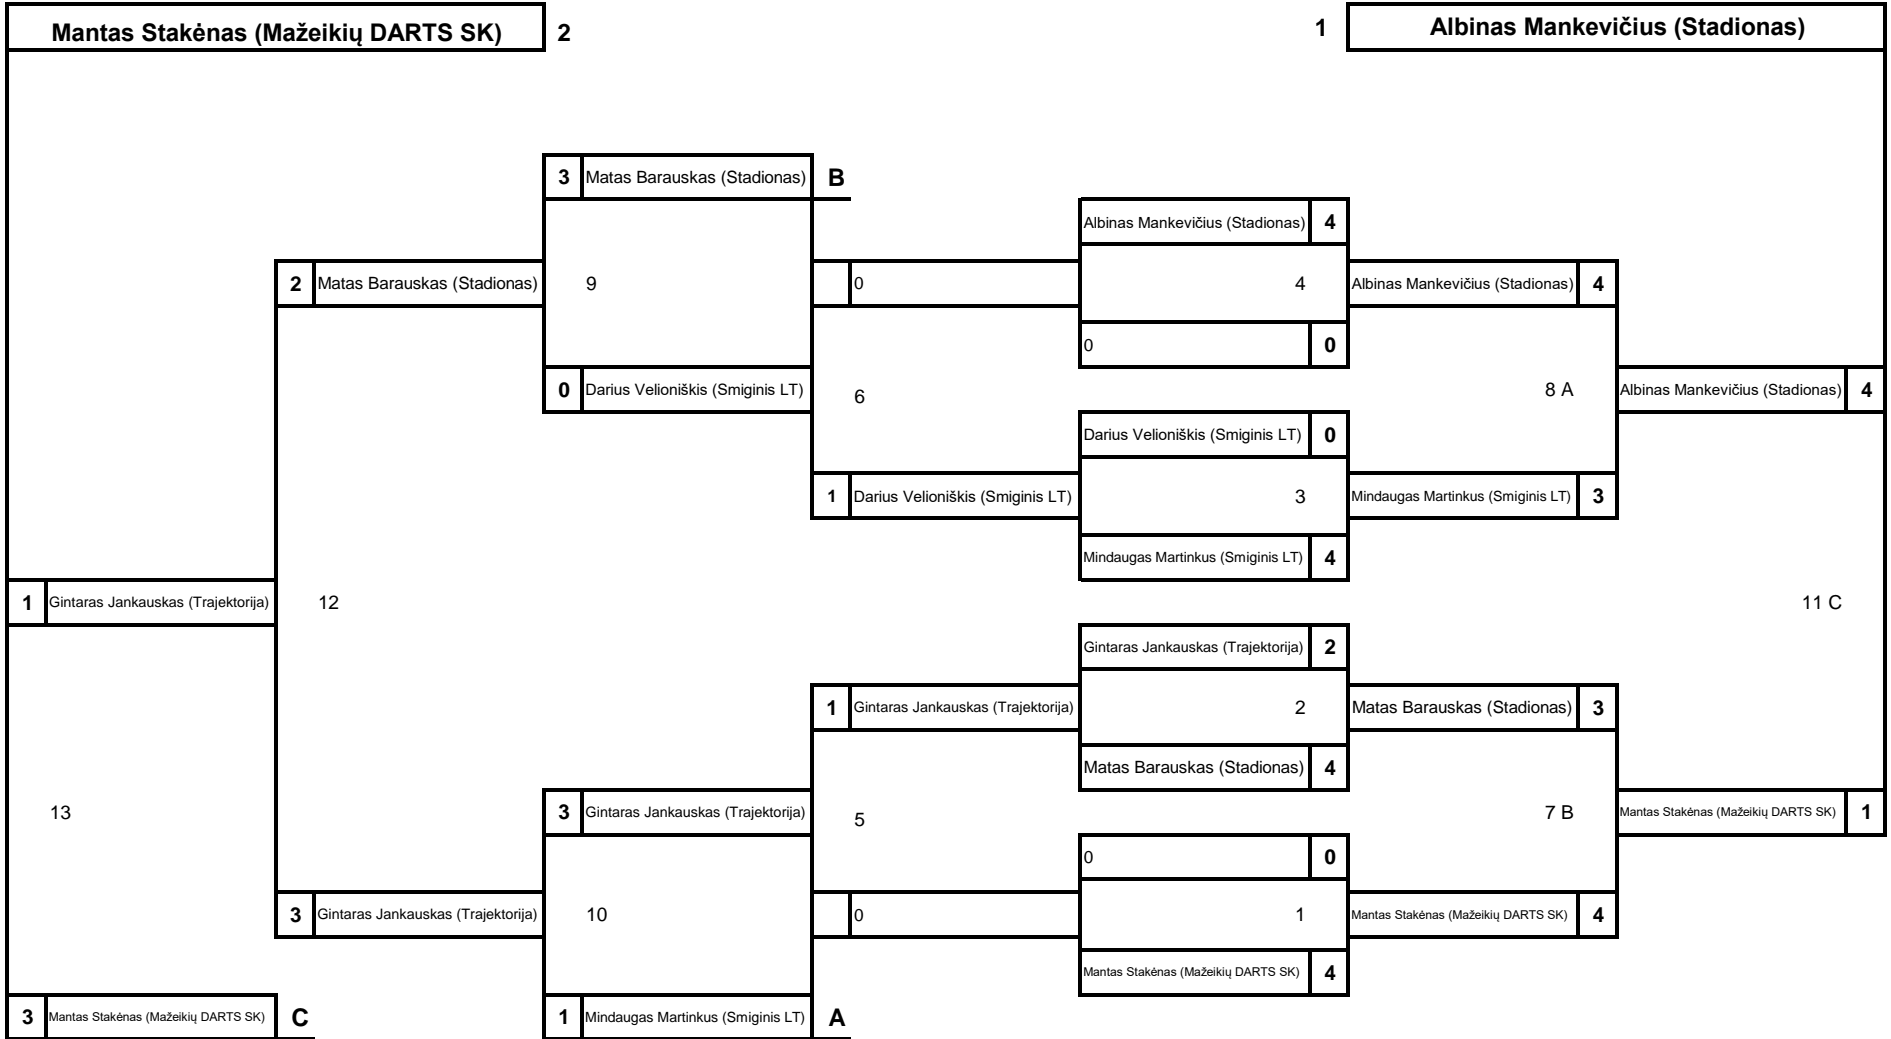 Mantas Stakėnas (Mažeikių DARTS SK) 2
1 Albinas Mankevičius (Stadionas)
3 Matas Barauskas (Stadionas) B
Albinas Mankevičius (Stadionas) 4
2 Matas Barauskas (Stadionas) 9 0 4 Albinas Mankevičius (Stadionas) 4
0 0
0 Darius Velioniškis (Smiginis LT) 6 8 A Albinas Mankevičius (Stadionas) 4
Darius Velioniškis (Smiginis LT) 0
1 Darius Velioniškis (Smiginis LT) 3 Mindaugas Martinkus (Smiginis LT) 3
Mindaugas Martinkus (Smiginis LT) 4
1 Gintaras Jankauskas (Trajektorija) 12 11 C
Gintaras Jankauskas (Trajektorija) 2
1 Gintaras Jankauskas (Trajektorija) 2 Matas Barauskas (Stadionas) 3
Matas Barauskas (Stadionas) 4
13 3 Gintaras Jankauskas (Trajektorija) 5 7 B Mantas Stakėnas (Mažeikių DARTS SK) 1
0 0
3 Gintaras Jankauskas (Trajektorija) 10 0 1 Mantas Stakėnas (Mažeikių DARTS SK) 4
Mantas Stakėnas (Mažeikių DARTS SK) 4
3 Mantas Stakėnas (Mažeikių DARTS SK) C 1 Mindaugas Martinkus (Smiginis LT) A